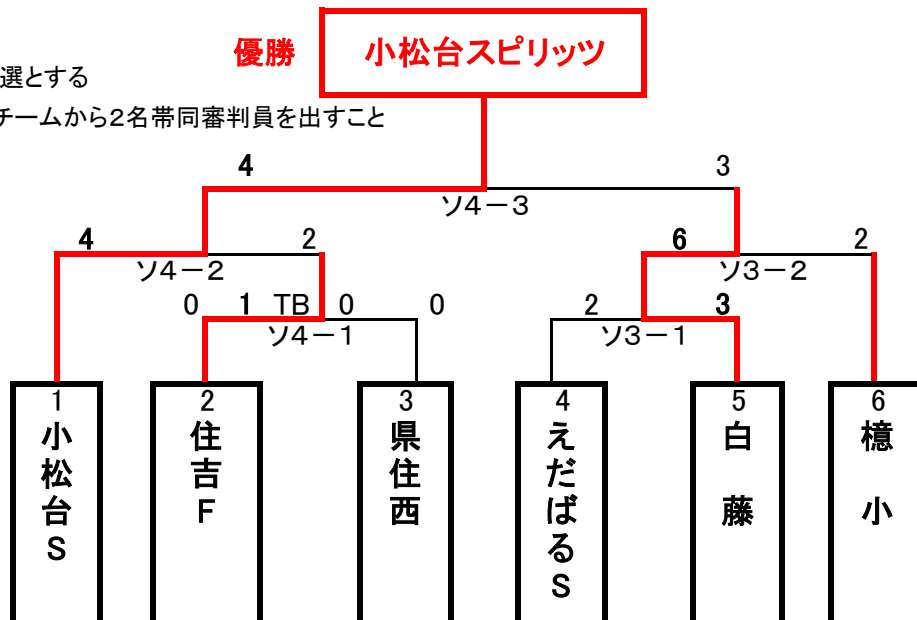 優勝 小松台スピリッツ
選とする
チームから2名帯同審判員を出すこと
4 3
ソ4-3
4 2 6 2
ソ4-2 ソ3-2
0 1 TB 0 0 2 3
ソ4-1 ソ3-1
1 2 3 4 5 6
小松台S
住吉F
県住西
えだばるS
白藤
檍小